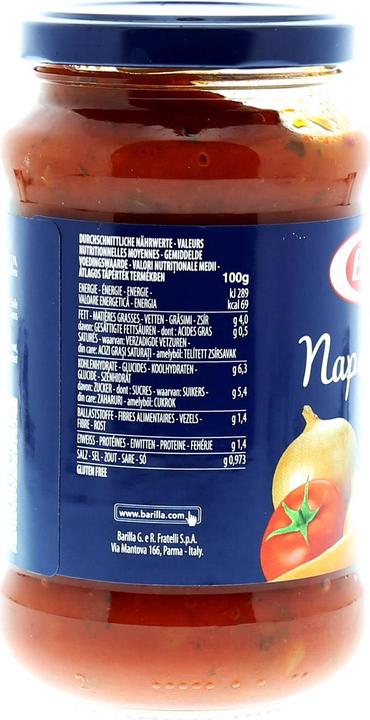 DURCHSCHNITTLICHE NÄHRWERTE - VALEURS
NUTRITIONNELLES MOYENNES - GEMIDDELDE
VOEDINGSWAARDE - VALORI NUTRIZIONALE MEDII -
ÁTLAGOS TÁPÉRTÉK TERMÉKBEN
100g
ENERGIE - ÉNERGIE - ENERGIE - kJ 289
VALOARE ENERGETICĂ - ENERGIA kcal 69
FETT - MATIÈRES GRASSES - VETTEN - GRĂSIMI - ZSÍR g 4,0
davon: GESÄTTIGTE FETTSÄUREN - dont : ACIDES GRAS g 0,5
SATURÉS - waarvan: VERZADIGDE VETZUREN -
din care: ACIZI GRAȘI SATURAȚI - amelyből: TELÍTETT ZSÍRSAVAK
KOHLENHYDRATE - GLUCIDES - KOOLHYDRATEN - g 6,3
GLUCIDE - SZÉNHIDRÁT
davon: ZUCKER - dont : SUCRES - waarvan: SUIKERS - g 5,4
din care: ZAHARURI - amelyből: CUKROK
BALLASTSTOFFE - FIBRES ALIMENTAIRES - VEZELS - g 1,4
FIBRE - ROST
EIWEISS - PROTÉINES - EIWITTEN - PROTEINE - FEHÉRJE g 1,4
SALZ - SEL - ZOUT - SARE - SÓ g 0,973
GLUTEN FREE
www.barilla.com
Barilla G. e R. Fratelli S.p.A.
Via Mantova 166, Parma - Italy.
Nap